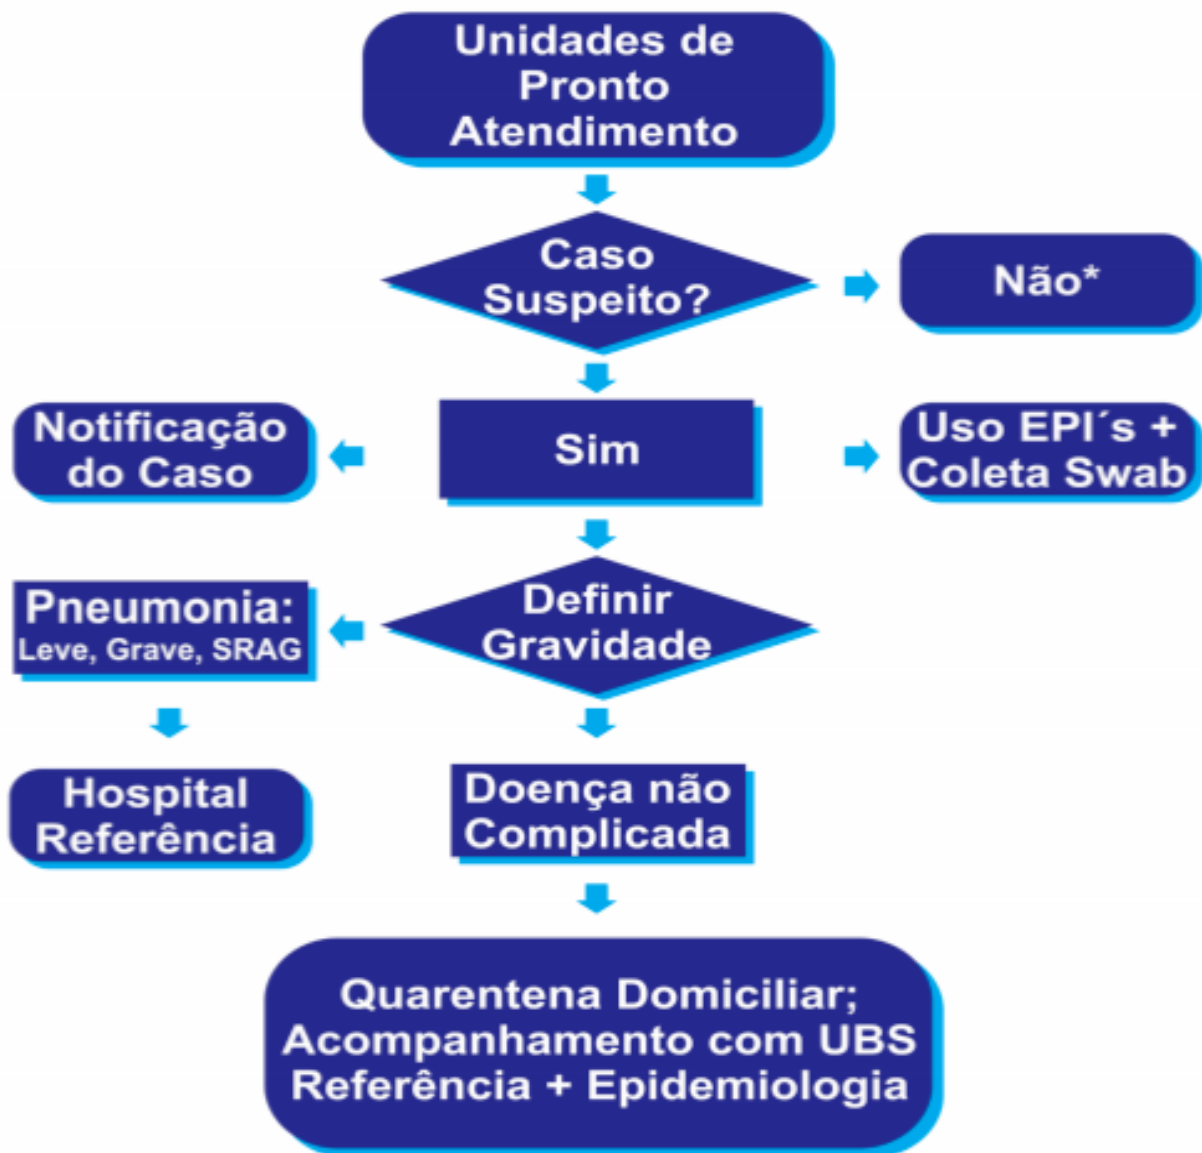 Unidades de
Pronto
Atendimento
Caso
Suspeito?
Não*
Notificação
do Caso
Sim
Uso EPI´s +
Coleta Swab
Pneumonia:
Leve, Grave, SRAG
Definir
Gravidade
Hospital
Referência
Doença não
Complicada
Quarentena Domiciliar;
Acompanhamento com UBS
Referência + Epidemiologia